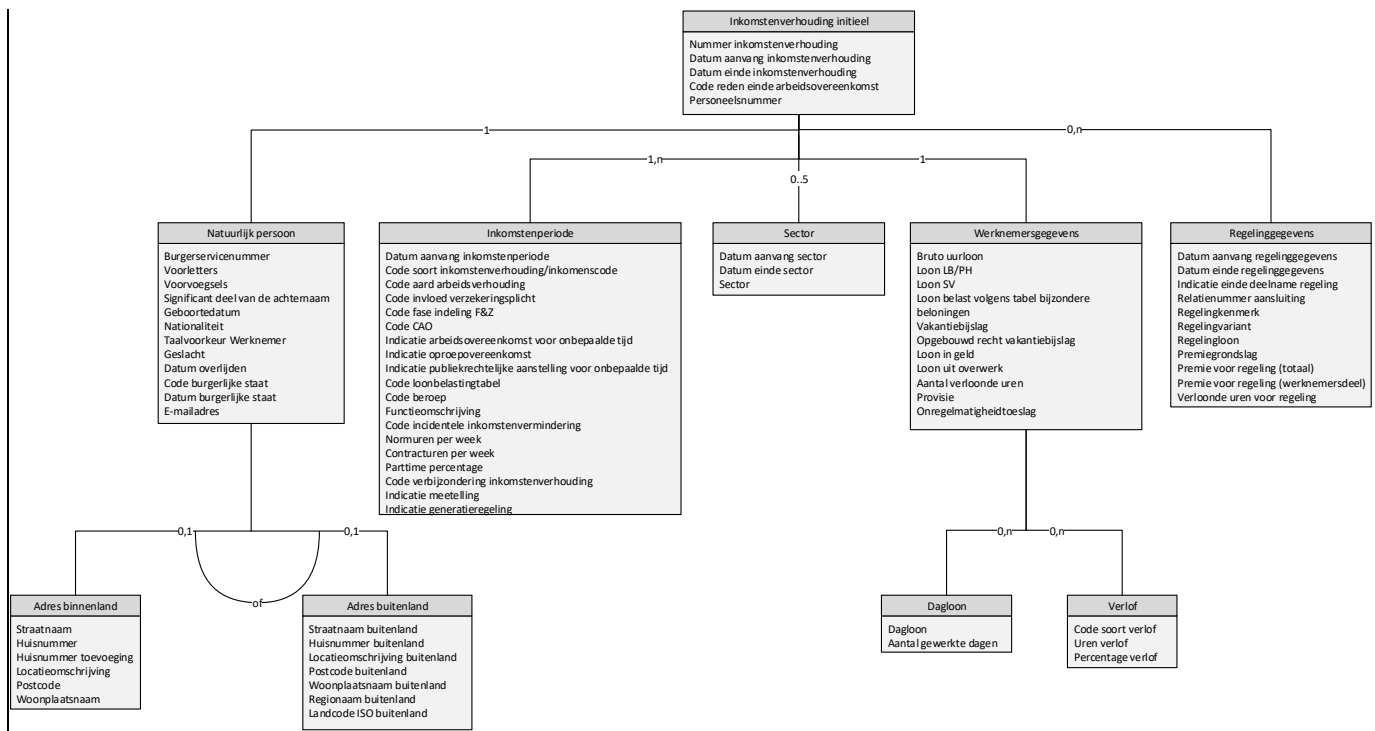 Inkomstenverhouding initieel
Nummer inkomstenverhouding
Datum aanvang inkomstenverhouding
Datum einde inkomstenverhouding
Code reden einde arbeidsovereenkomst
Personeelsnummer
1
0,n
1,n
1
0..5
Natuurlijk persoon
Burgerservicenummer
Voorletters
Voorvoegsels
Significant deel van de achternaam
Geboortedatum
Nationaliteit
Taalvoorkeur Werknemer
Geslacht
Datum overlijden
Code burgerlijke staat
Datum burgerlijke staat
E-mailadres
Inkomstenperiode
Datum aanvang inkomstenperiode
Code soort inkomstenverhouding/inkomenscode
Code aard arbeidsverhouding
Code invloed verzekeringsplicht
Code fase indeling F&Z
Code CAO
Indicatie arbeidsovereenkomst voor onbepaalde tijd
Indicatie oproepovereenkomst
Indicatie publiekrechtelijke aanstelling voor onbepaalde tijd
Code loonbelastingtabel
Code beroep
Functieomschrijving
Code incidentele inkomstenvermindering
Normuren per week
Contracturen per week
Parttime percentage
Code verbijzondering inkomstenverhouding
Indicatie meetelling
Indicatie generatieregeling
Sector
Datum aanvang sector
Datum einde sector
Sector
Werknemersgegevens
Bruto uurloon
Loon LB/PH
Loon SV
Loon belast volgens tabel bijzondere
beloningen
Vakantiebijslag
Opgebouwd recht vakantiebijslag
Loon in geld
Loon uit overwerk
Aantal verloonde uren
Provisie
Onregelmatigheidtoeslag
Regelinggegevens
Datum aanvang regelinggegevens
Datum einde regelinggegevens
Indicatie einde deelname regeling
Relatienummer aansluiting
Regelingkenmerk
Regelingvariant
Regelingloon
Premiegrondslag
Premie voor regeling (totaal)
Premie voor regeling (werknemersdeel)
Verloonde uren voor regeling
0,1
0,1
of
0,n
0,n
Adres binnenland
Straatnaam
Huisnummer
Huisnummer toevoeging
Locatieomschrijving
Postcode
Woonplaatsnaam
Adres buitenland
Straatnaam buitenland
Huisnummer buitenland
Locatieomschrijving buitenland
Postcode buitenland
Woonplaatsnaam buitenland
Regionaam buitenland
Landcode ISO buitenland
Dagloon
Dagloon
Aantal gewerkte dagen
Verlof
Code soort verlof
Uren verlof
Percentage verlof